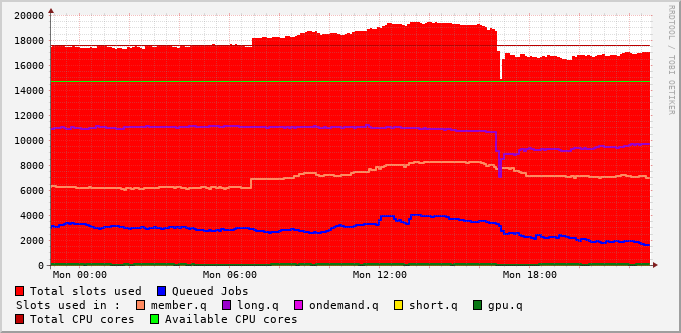 20000
18000
16000
14000
12000
10000
8000
6000
4000
2000
0
Mon 00:00 Mon 06:00 Mon 12:00 Mon 18:00
RRDTOOL / TOBI OETIKER
Total slots used Queued Jobs
Slots used in : member.q long.q ondemand.q short.q gpu.q
Total CPU cores Available CPU cores